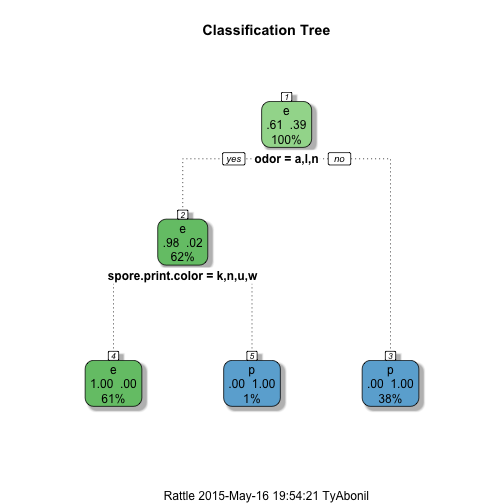 Classification Tree
1
e
.61 .39
100%
yes odor = a,l,n no
2
e
.98 .02
62%
spore.print.color = k,n,u,w
4 5 3
e p p
1.00 .00 .00 1.00 .00 1.00
61% 1% 38%
Rattle 2015-May-16 19:54:21 TyAbonil